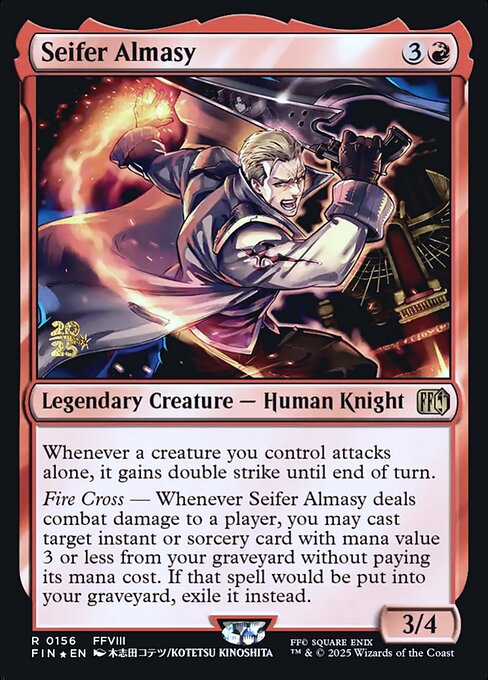 Seifer Almasy 3
20
25
Legendary Creature — Human Knight FFVIII
Whenever a creature you control attacks
alone, it gains double strike until end of turn.
Fire Cross — Whenever Seifer Almasy deals
combat damage to a player, you may cast
target instant or sorcery card with mana value
3 or less from your graveyard without paying
its mana cost. If that spell would be put into
your graveyard, exile it instead.
3/4
R 0156 FFVIII
FIN★EN 木志田コテツ/KOTETSU KINOSHITA
FF© SQUARE ENIX
™ & © 2025 Wizards of the Coast